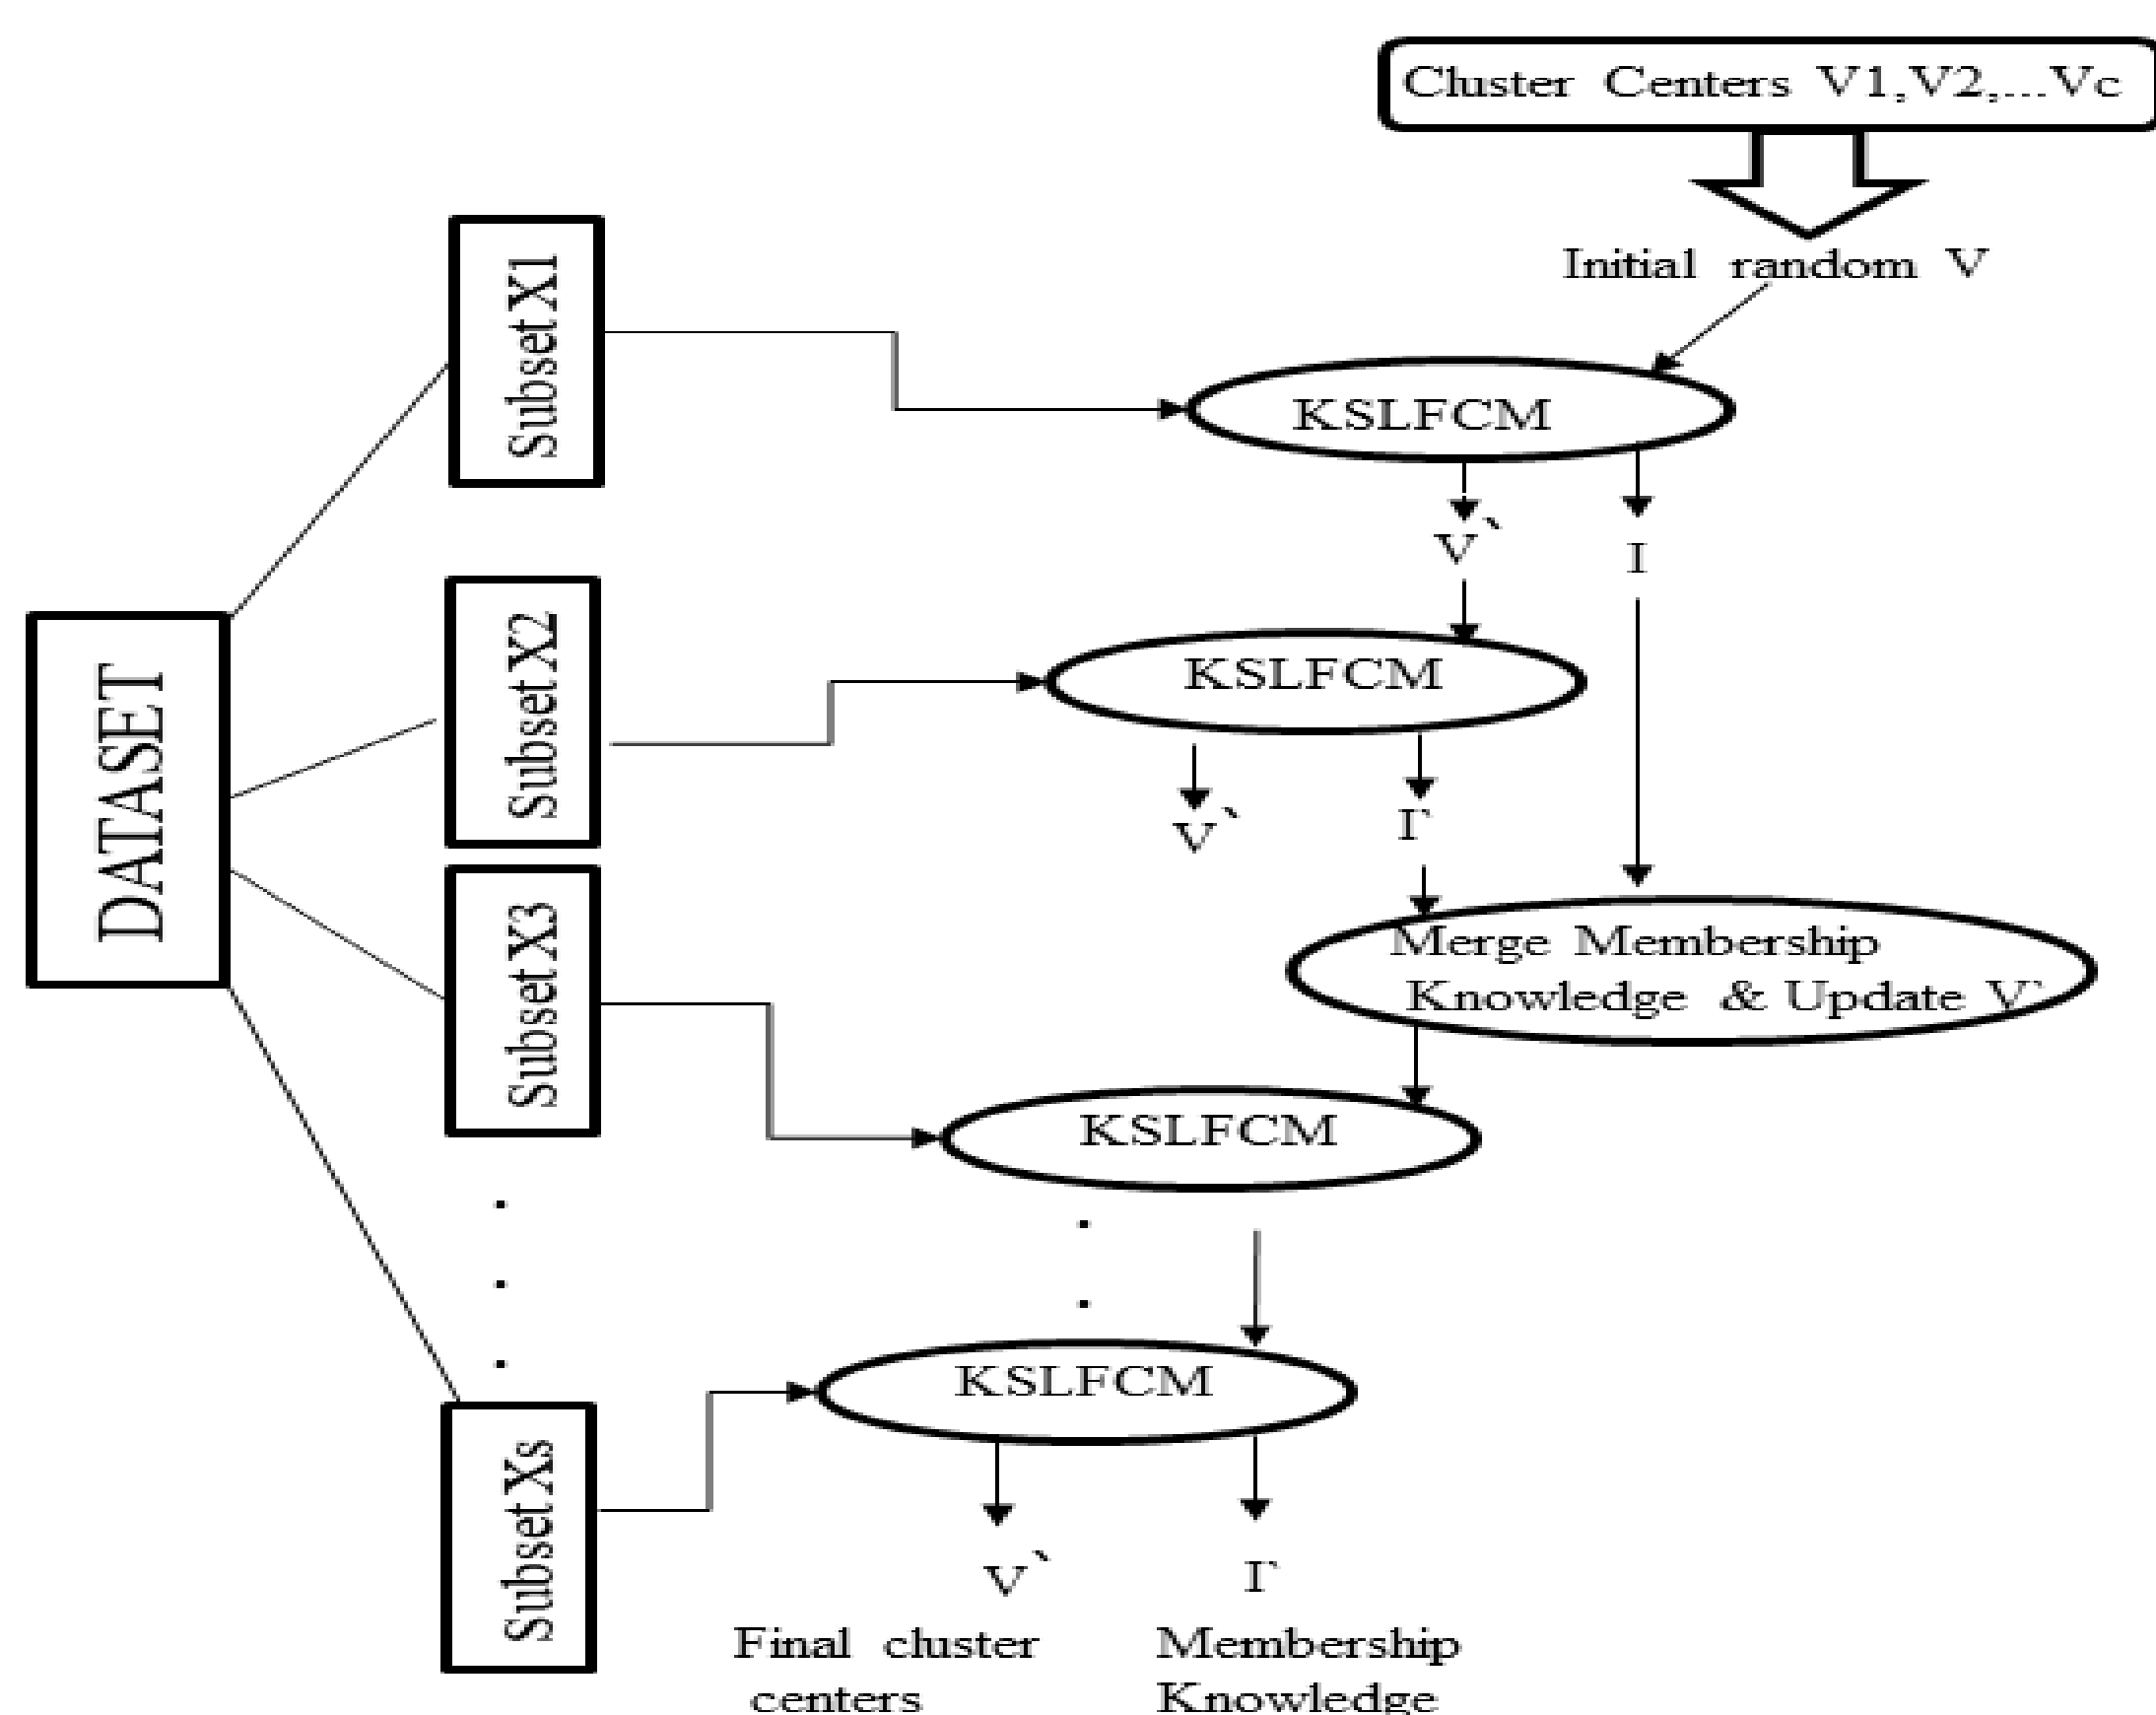 Cluster Centers V1,V2,...Vc
Initial random V
Subset X1
KSLFCM
V`
I
DATASET
Subset X2
KSLFCM
V`
I`
Subset X3
Merge Membership
Knowledge & Update V`
KSLFCM
Subset Xs
KSLFCM
V`
I`
Final cluster
centers
Membership
Knowledge